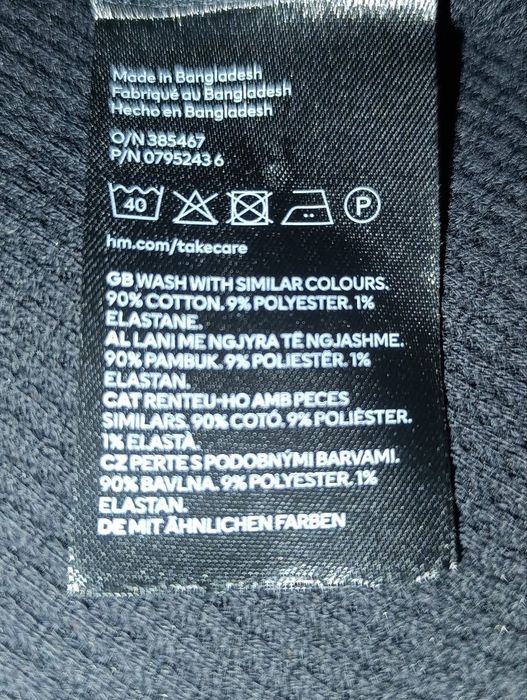 Made in Bangladesh
Fabriqué au Bangladesh
Hecho en Bangladesh
O/N 385467
P/N 0795243 6
40 P
hm.com/takecare
GB WASH WITH SIMILAR COLOURS.
90% COTTON. 9% POLYESTER. 1%
ELASTANE.
AL LANI ME NGJYRA TË NGJASHME.
90% PAMBUK. 9% POLIESTËR. 1%
ELASTAN.
CAT RENTEU-HO AMB PECES
SIMILARS. 90% COTÓ. 9% POLIÈSTER.
1% ELASTÀ.
CZ PERTE S PODOBNÝMI BARVAMI.
90% BAVLNA. 9% POLYESTER. 1%
ELASTAN.
DE MIT ÄHNLICHEN FARBEN